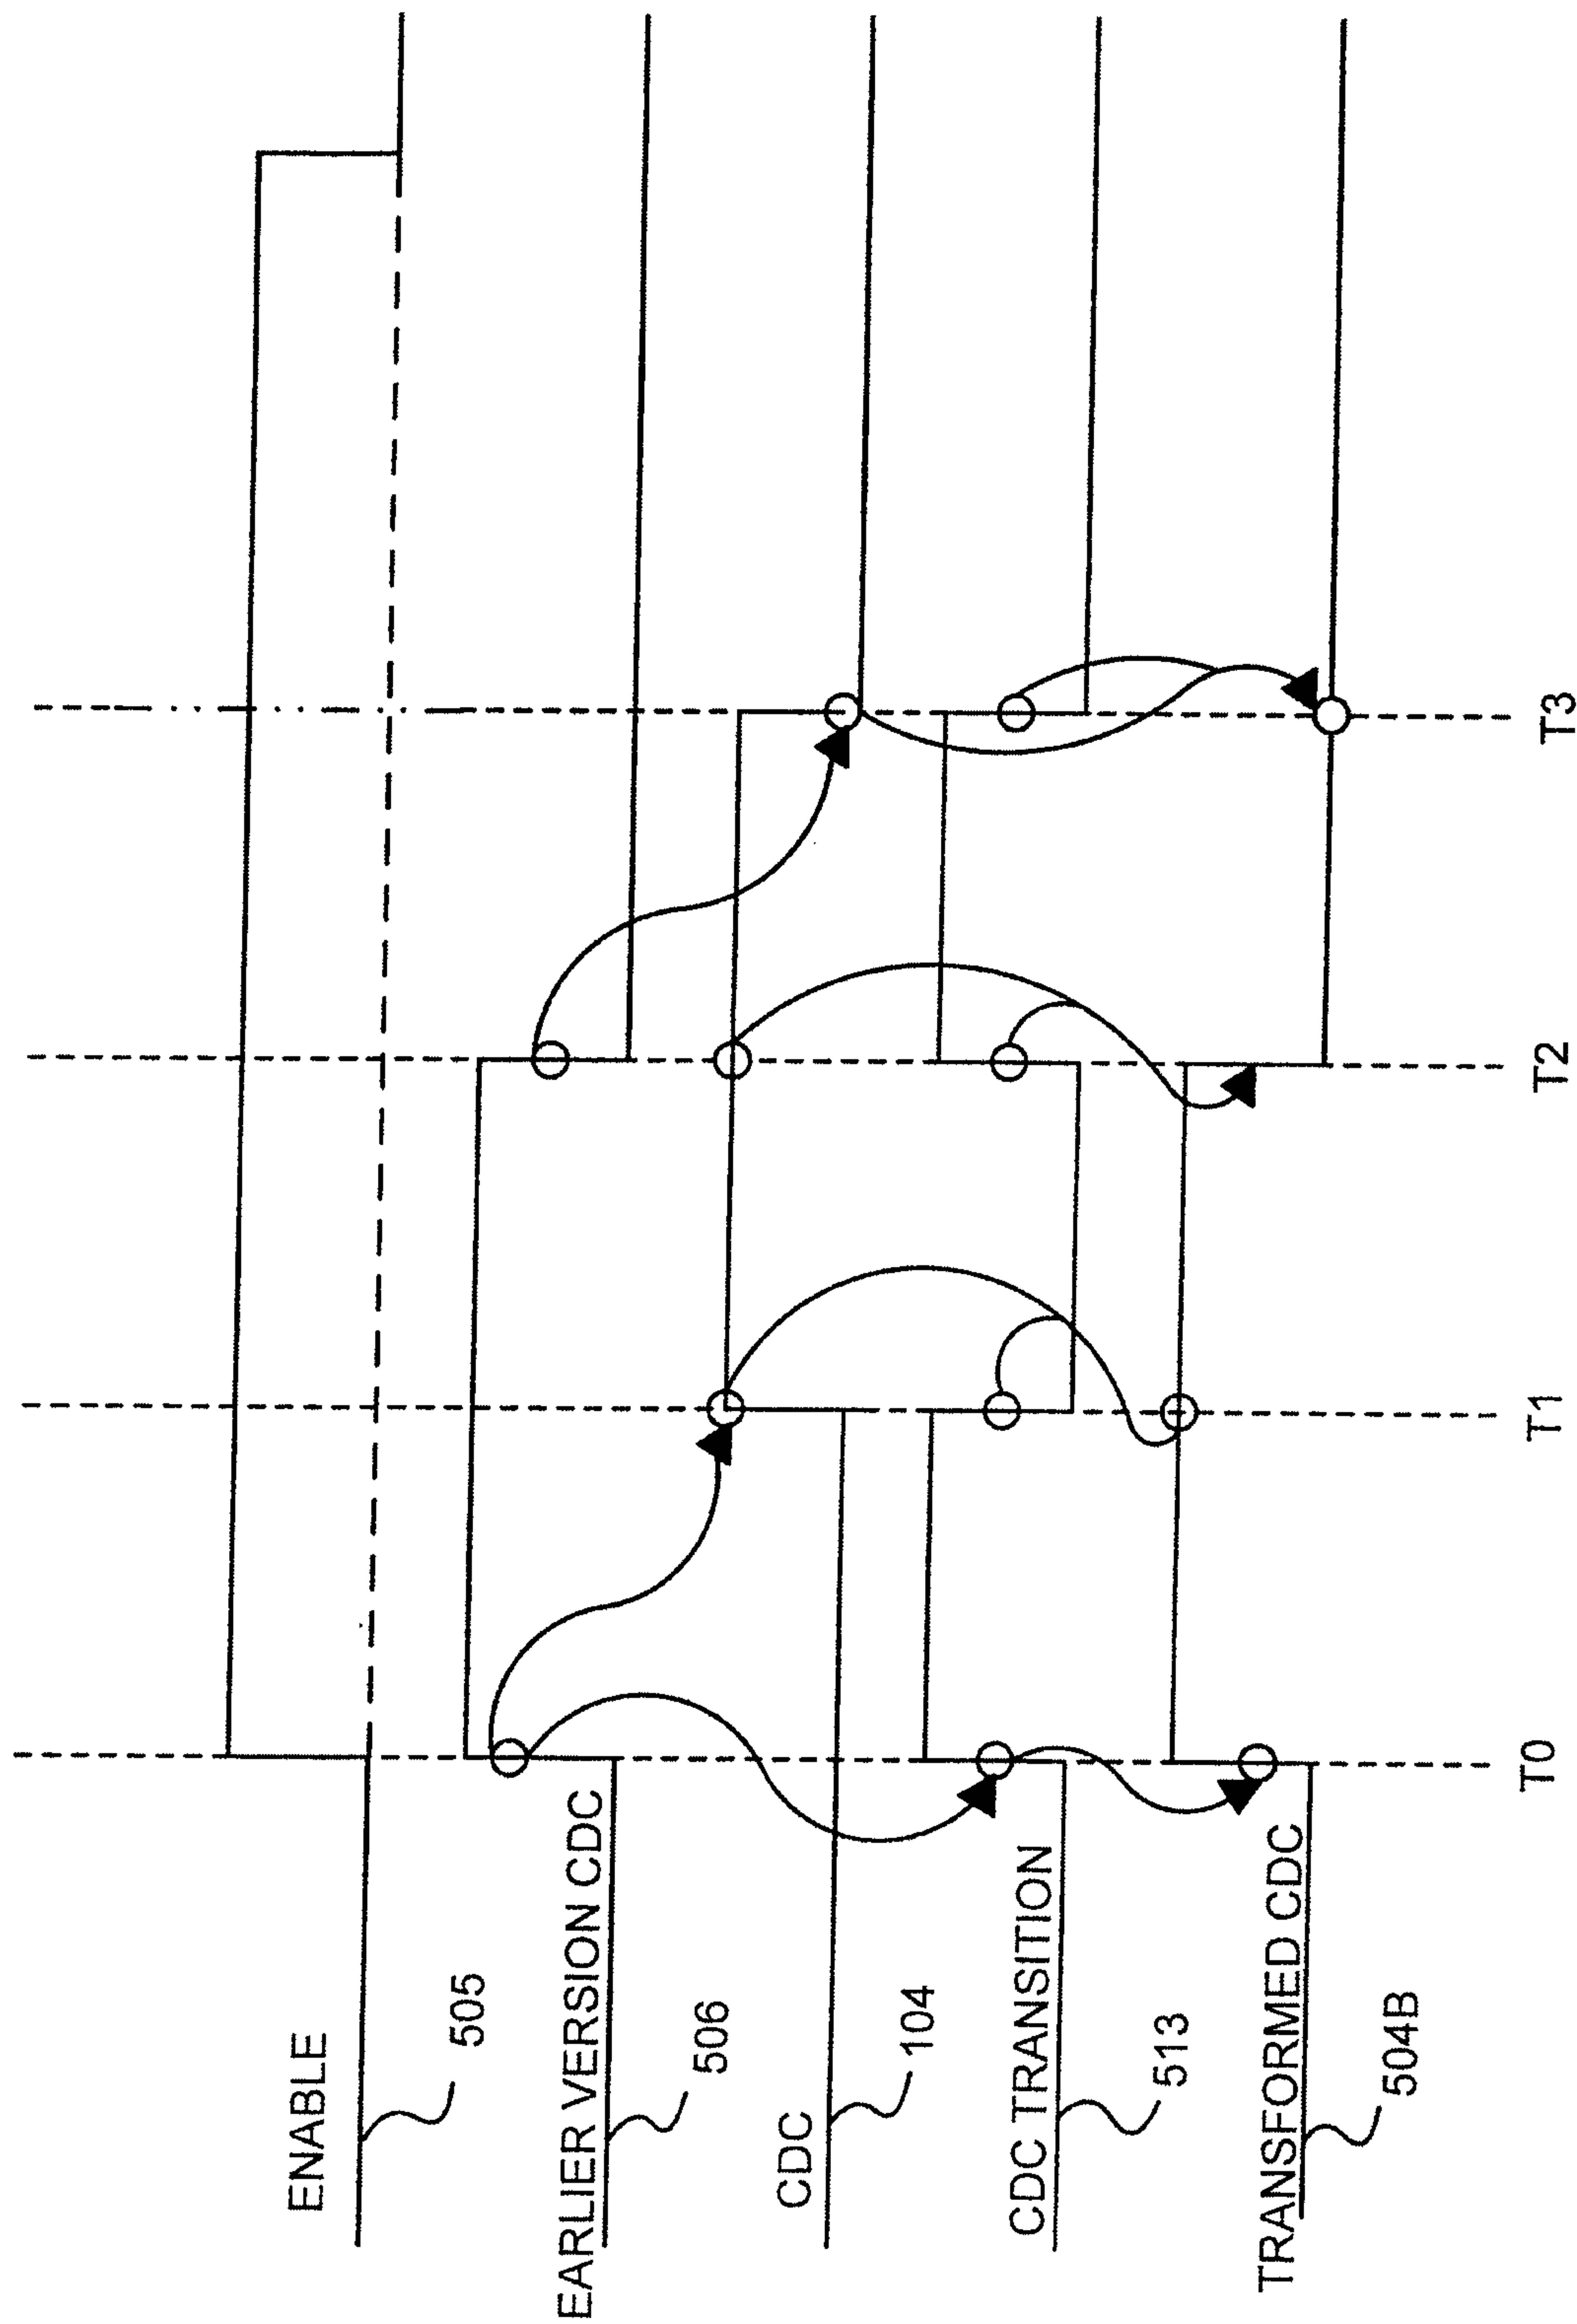 ENABLE
505
EARLIER VERSION CDC
506
CDC
104
CDC TRANSITION
513
TRANSFORMED CDC
504B
T0
T1
T2
T3